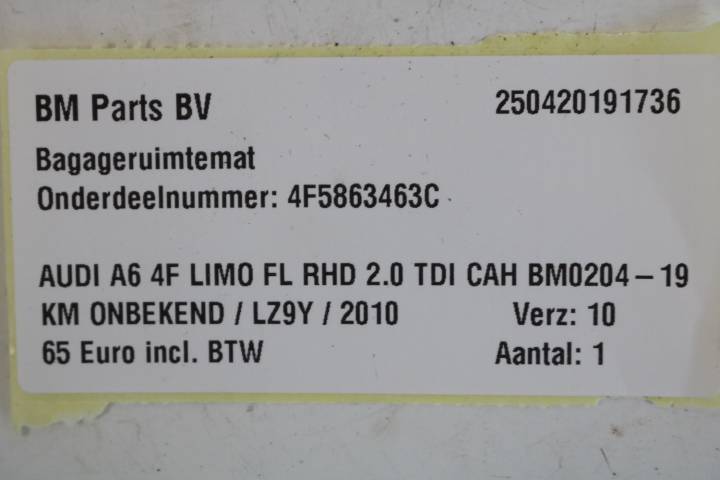 BM Parts BV 250420191736
Bagageruimtemat
Onderdeelnummer: 4F5863463C
AUDI A6 4F LIMO FL RHD 2.0 TDI CAH BM0204-19
KM ONBEKEND / LZ9Y / 2010 Verz: 10
65 Euro incl. BTW Aantal: 1